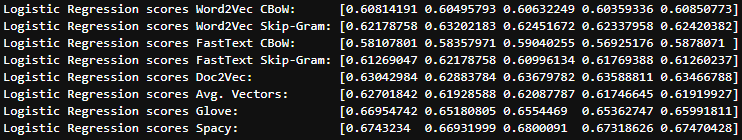 Logistic Regression scores Word2Vec CBoW: [0.60814191 0.60495793 0.60632249 0.60359336 0.60850773]
Logistic Regression scores Word2Vec Skip-Gram: [0.62178758 0.63202183 0.62451672 0.62337958 0.62420382]
Logistic Regression scores FastText CBoW: [0.58107801 0.58357971 0.59040255 0.56925176 0.5878071 ]
Logistic Regression scores FastText Skip-Gram: [0.61269047 0.62178758 0.60996134 0.61769388 0.61260237]
Logistic Regression scores Doc2Vec: [0.63042984 0.62883784 0.63679782 0.63588811 0.63466788]
Logistic Regression scores Avg. Vectors: [0.62701842 0.61928588 0.62087787 0.61746645 0.61919927]
Logistic Regression scores Glove: [0.66954742 0.65180805 0.6554469 0.65362747 0.65991811]
Logistic Regression scores Spacy: [0.6743234 0.66931999 0.6800091 0.67318626 0.67470428]